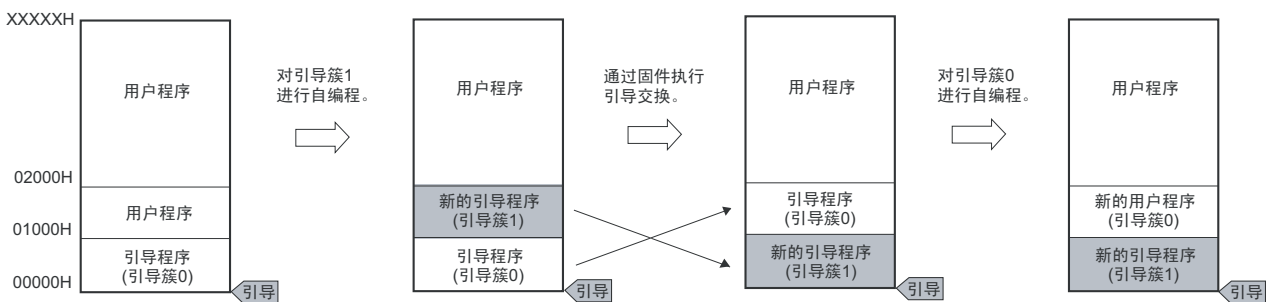 XXXXXH
用户程序
02000H
用户程序
01000H
引导程序
(引导簇0)
00000H
引导
对引导簇1
进行自编程。
用户程序
新的引导程序
(引导簇1)
引导程序
(引导簇0)
引导
通过固件执行
引导交换。
用户程序
引导程序
(引导簇0)
新的引导程序
(引导簇1)
引导
对引导簇0
进行自编程。
用户程序
新的用户程序
(引导簇0)
新的引导程序
(引导簇1)
引导